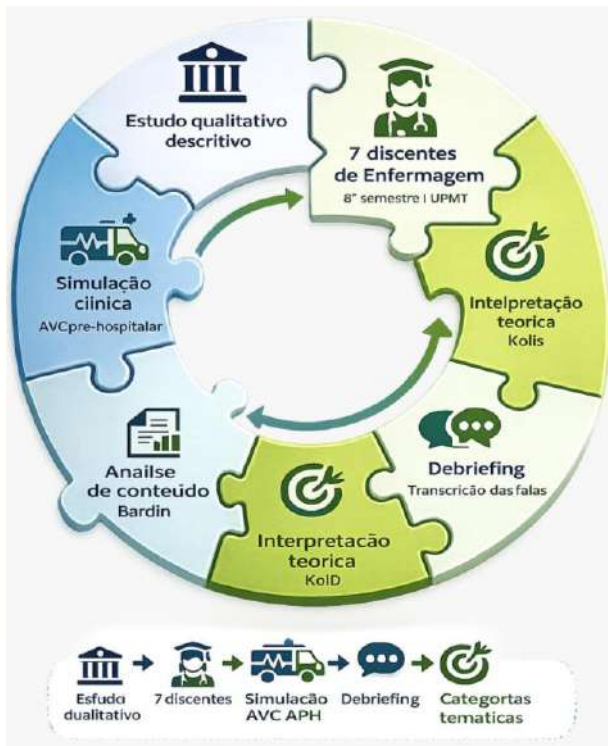 Estudo qualitativo
descritivo
7 discentes
de Enfermagem
8° semestre I UPMT
Intelpretação
teorica
Kolis
Debriefing
Transcrićão das falas
Interpretacão
teorica
KolD
Anailse
de conteúdo
Bardin
Simulação
ciinica
AVCpre-hospitalar
Esfudo
dualitativo
7 discentes
Simulacão
AVC APH
Debriefing
Categortas
tematicas